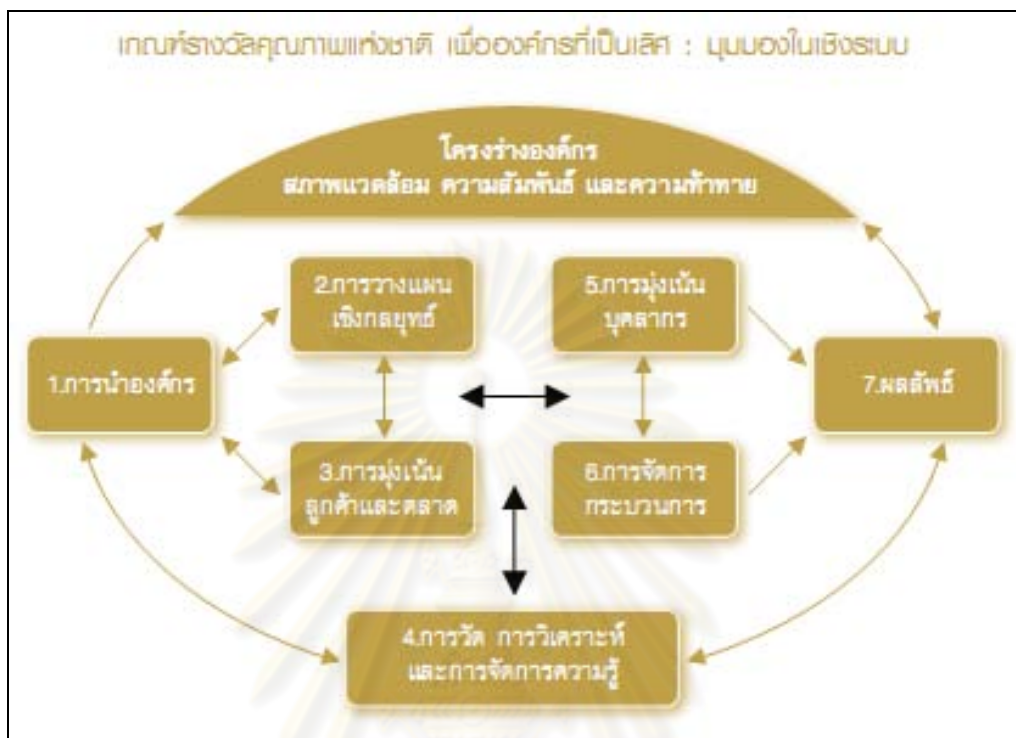 เกณฑ์รางวัลคุณภาพแห่งชาติ เพื่อองค์กรที่เป็นเลิศ : มุมมองในเชิงระบบ
โครงร่างองค์กร
สภาพแวดล้อม ความสัมพันธ์ และความท้าทาย
2.การวางแผน
เชิงกลยุทธ์
5.การมุ่งเน้น
บุคลากร
1.การนำองค์กร
7.ผลลัพธ์
3.การมุ่งเน้น
ลูกค้าและตลาด
6.การจัดการ
กระบวนการ
4.การวัด การวิเคราะห์
และการจัดการความรู้